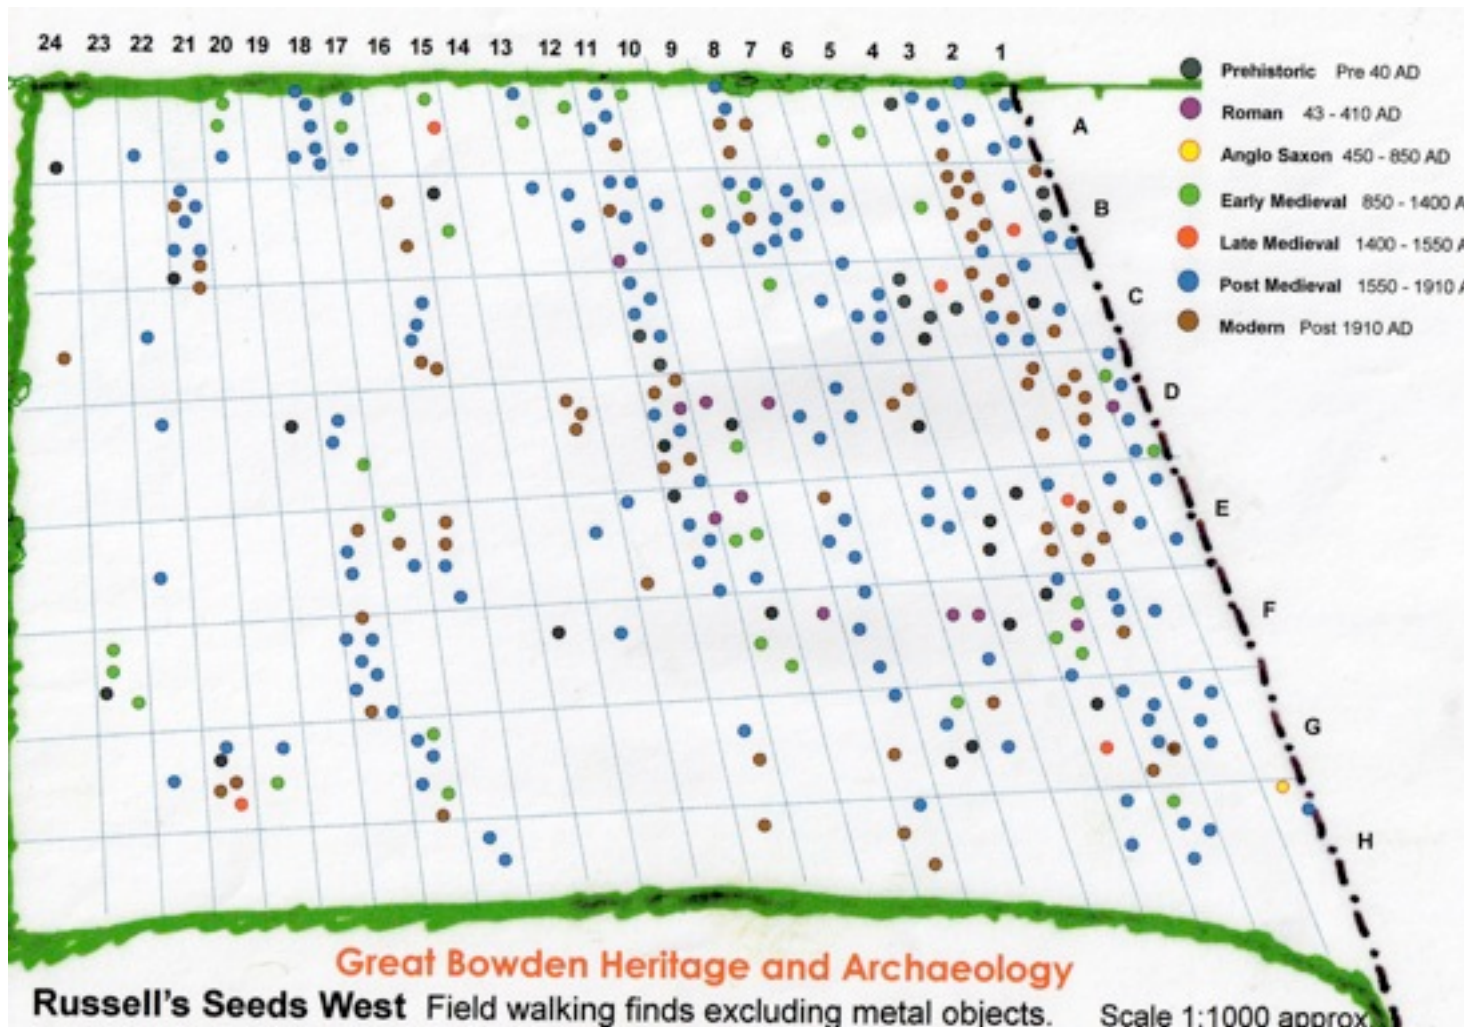 24 23 22 21 20 19 18 17 16 15 14 13 12 11 10 9 8 7 6 5 4 3 2 1
Prehistoric Pre 40 AD
Roman 43 - 410 AD
Anglo Saxon 450 - 850 AD
Early Medieval 850 - 1400 A
Late Medieval 1400 - 1550 A
Post Medieval 1550 - 1910 A
Modern Post 1910 AD
A
B
C
D
E
F
G
H
Great Bowden Heritage and Archaeology
Russell's Seeds West Field walking finds excluding metal objects. Scale 1:1000 approx